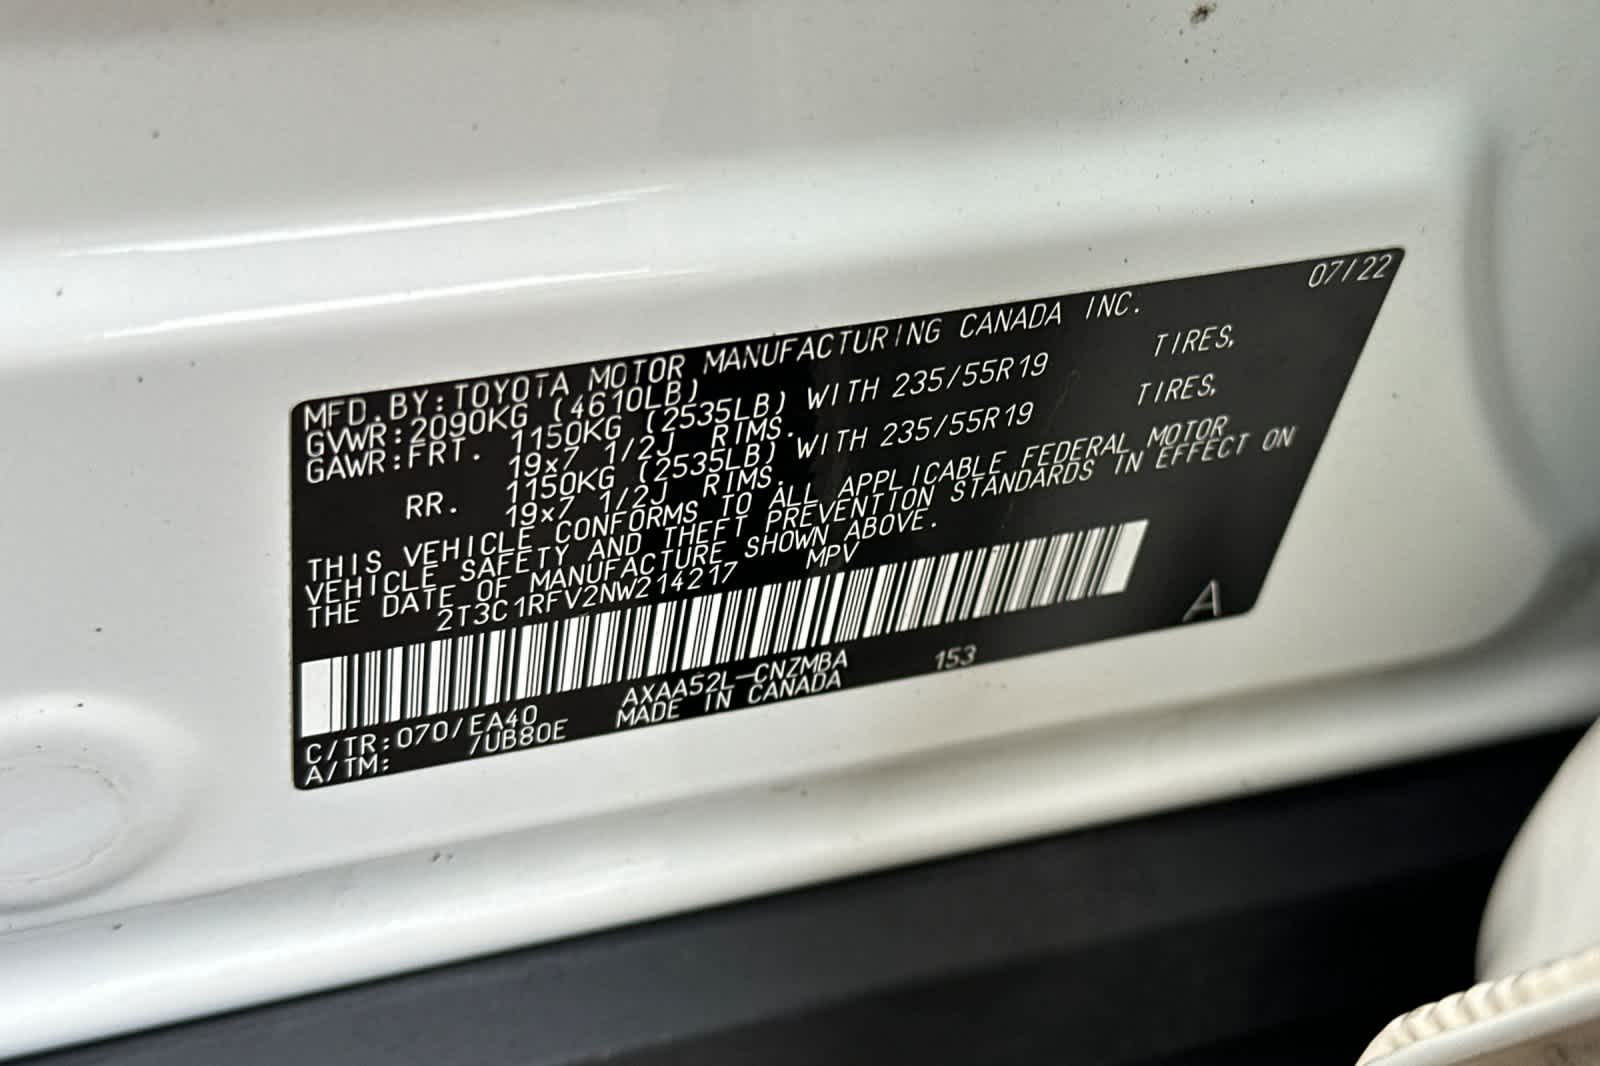 07/22
MFD.BY:TOYOTA MOTOR MANUFACTURING CANADA INC.
GVWR:2090KG (4610LB)
GAWR:FRT. 1150KG (2535LB) WITH 235/55R19 TIRES,
19x7 1/2J RIMS.
RR. 1150KG (2535LB) WITH 235/55R19 TIRES,
19x7 1/2J RIMS.
THIS VEHICLE CONFORMS TO ALL APPLICABLE FEDERAL MOTOR
VEHICLE SAFETY AND THEFT PREVENTION STANDARDS IN EFFECT ON
THE DATE OF MANUFACTURE SHOWN ABOVE.
2T3C1RFV2NW214217 MPV
A
AXAA52L-CNZMBA 153
C/TR:070/EA40 MADE IN CANADA
A/TM: /UB80E